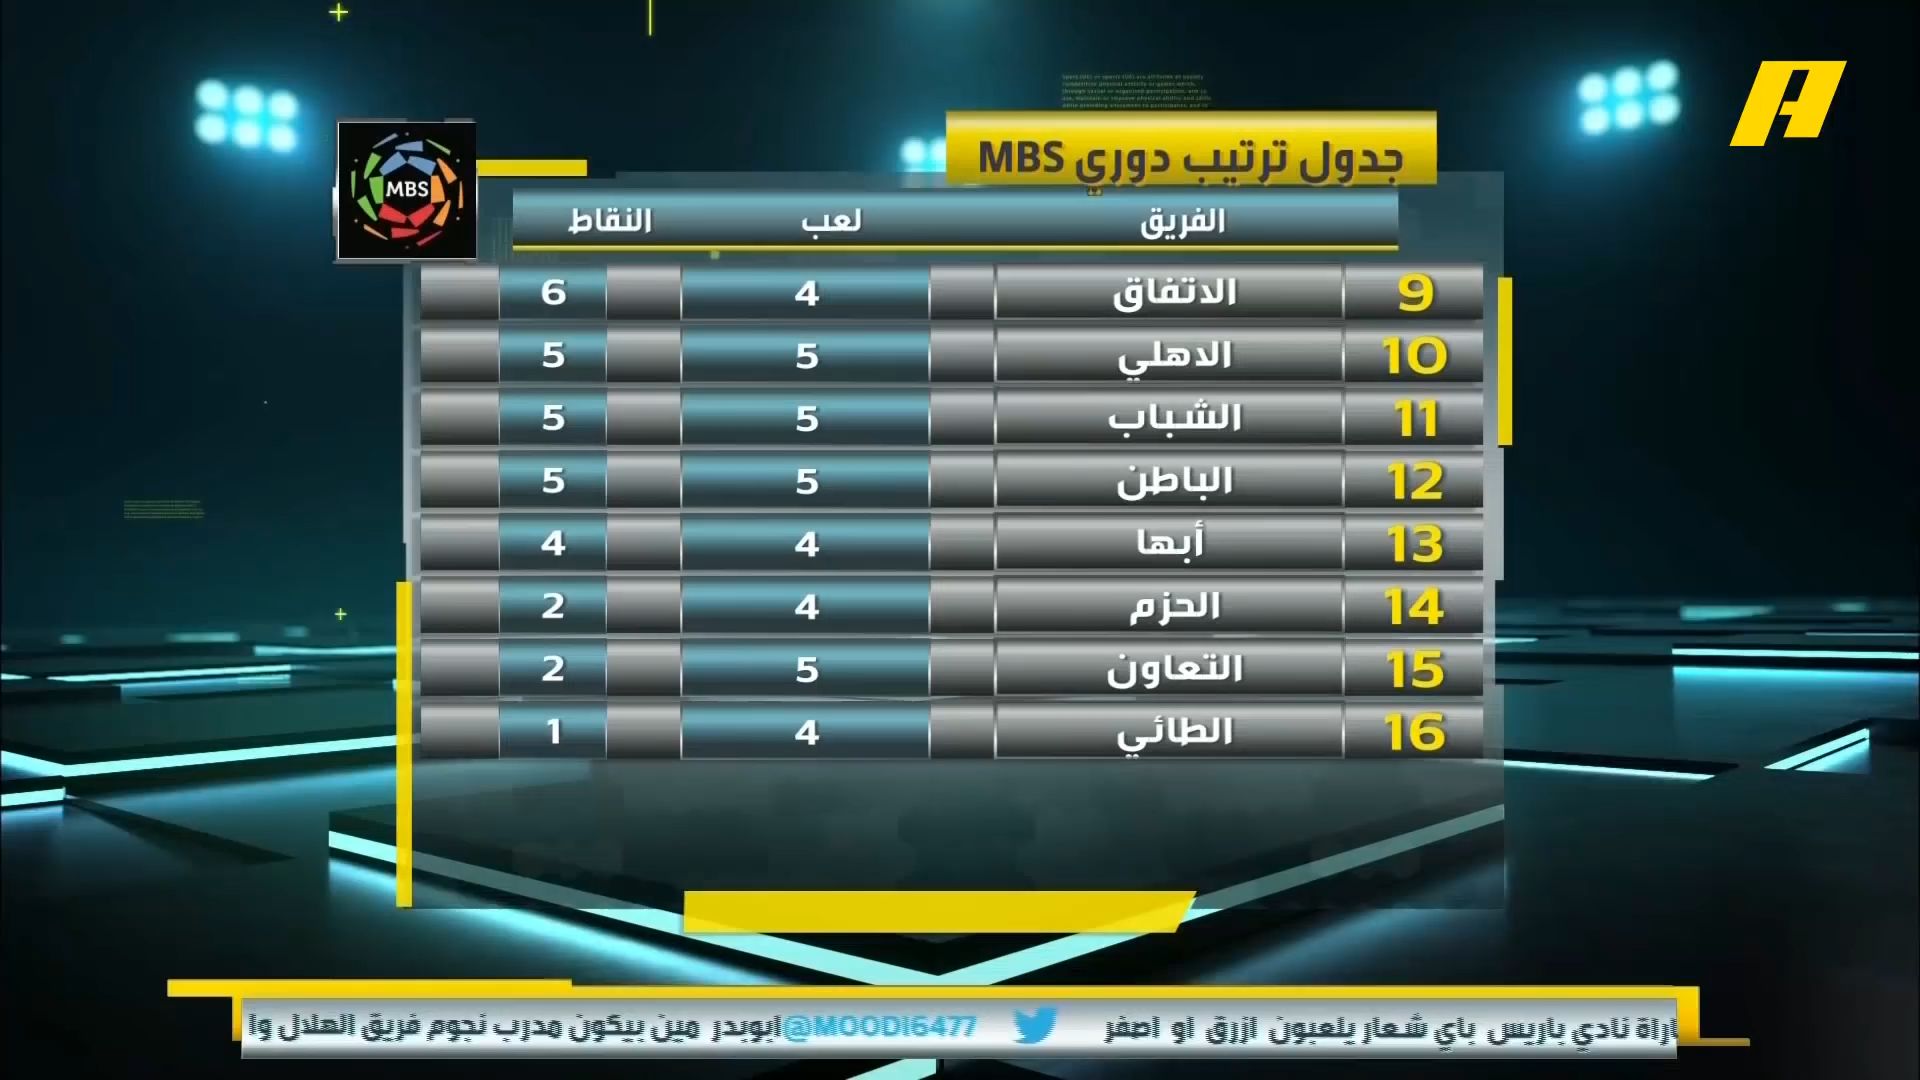 جدول ترتيب دوري MBS
MBS
الفريق لعب النقاط
9 الاتفاق 4 6
10 الاهلي 5 5
11 الشباب 5 5
12 الباطن 5 5
13 أبها 4 4
14 الحزم 4 2
15 التعاون 5 2
16 الطائي 4 1
نادي باريس باي شعار يلعبون ازرق او اصفر @MOODI6477 ابوبدر مين بيكون مدرب نجوم فريق الهلال وا